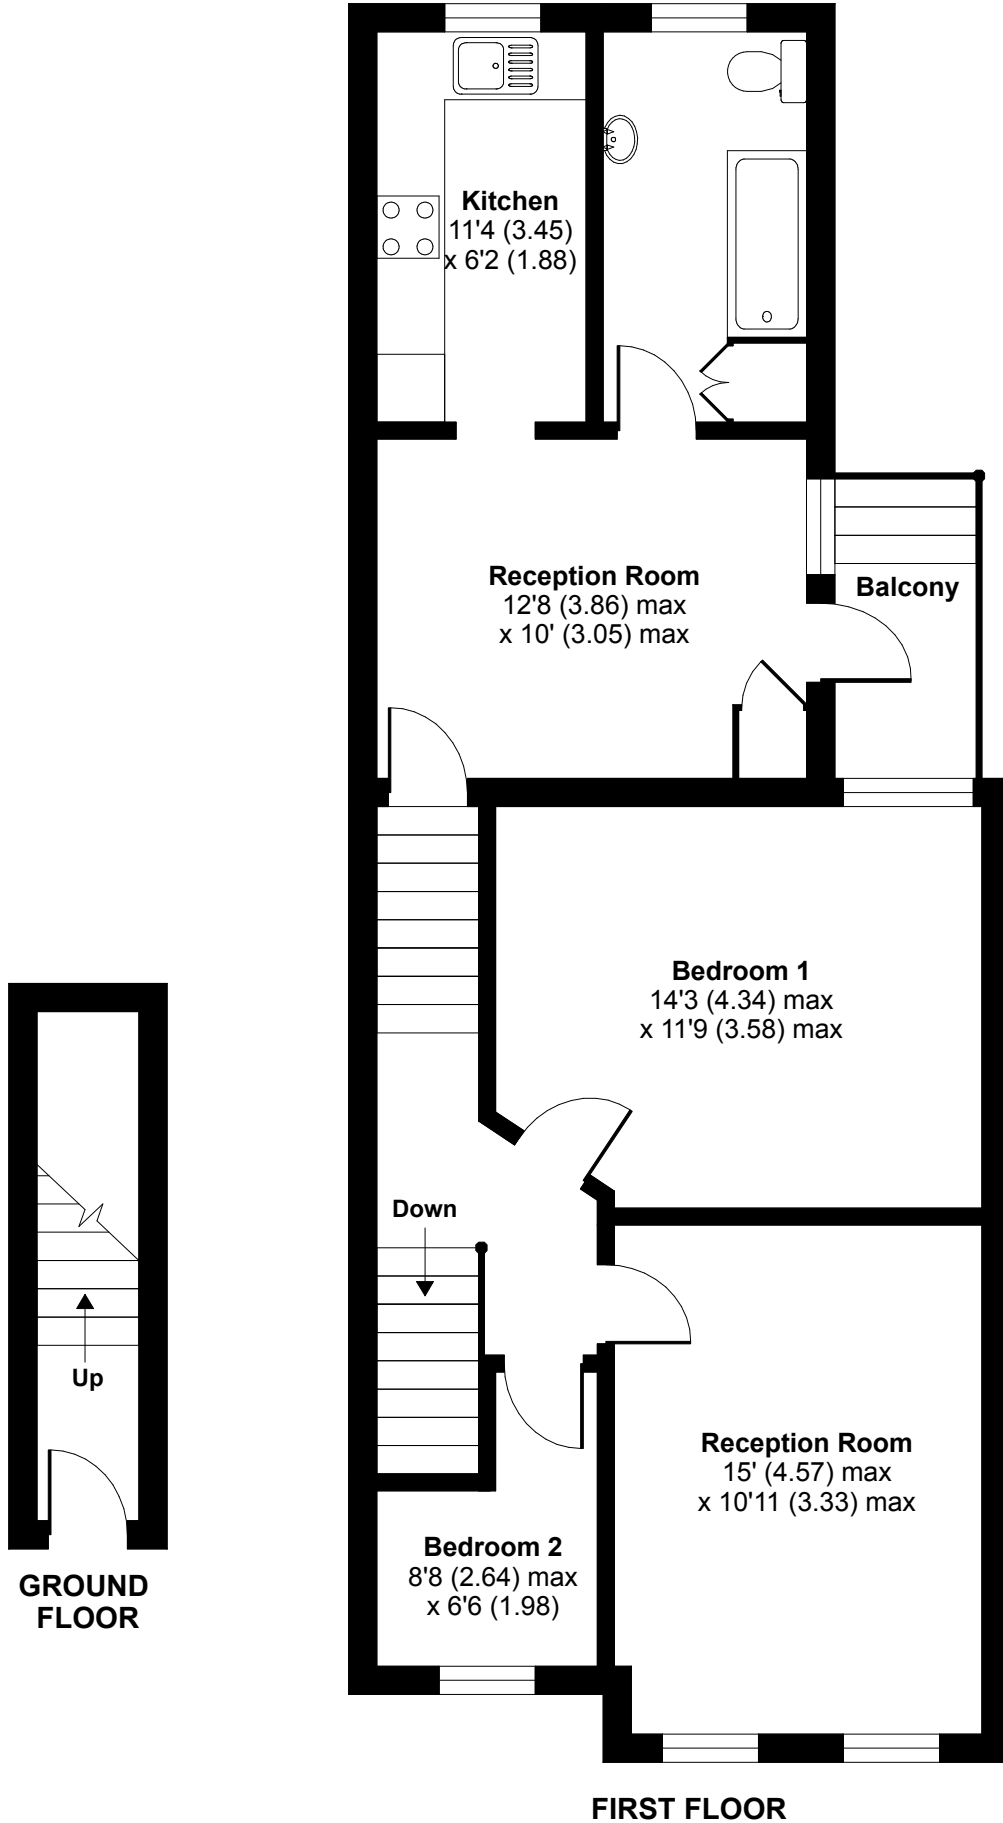 Kitchen
11'4 (3.45)
x 6'2 (1.88)
Reception Room
12'8 (3.86) max
x 10' (3.05) max
Balcony
Bedroom 1
14'3 (4.34) max
x 11'9 (3.58) max
Down
Up
Reception Room
15' (4.57) max
x 10'11 (3.33) max
Bedroom 2
8'8 (2.64) max
x 6'6 (1.98)
GROUND
FLOOR
FIRST FLOOR